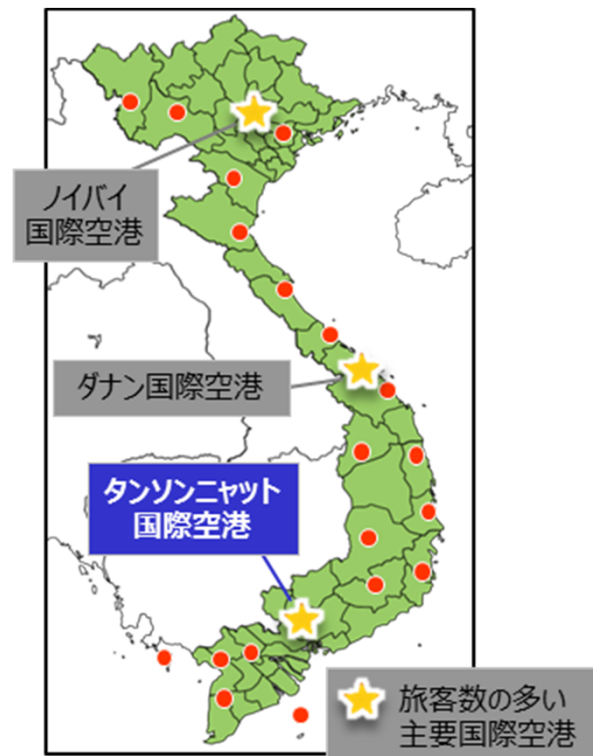 ノイバイ
国際空港
ダナン国際空港
タンソンニャット
国際空港
旅客数の多い
主要国際空港